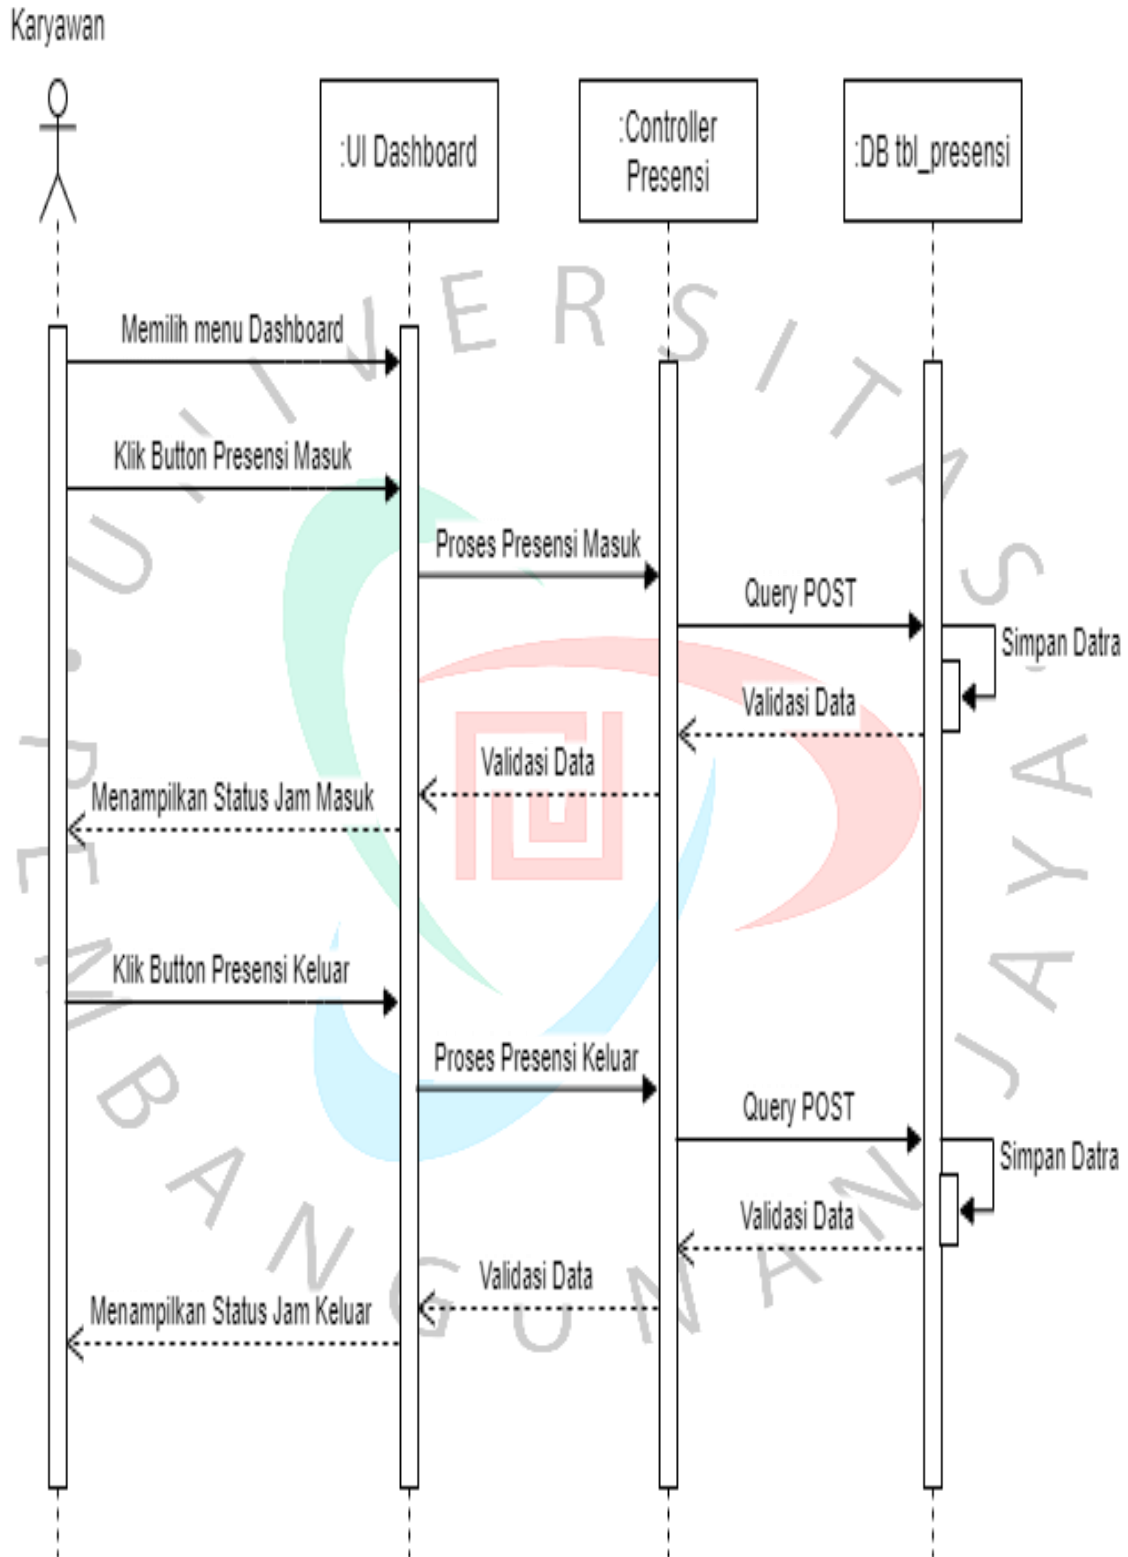 Karyawan
:UI Dashboard
:Controller
Presensi
:DB tbl_presensi
Memilih menu Dashboard
Klik Button Presensi Masuk
Proses Presensi Masuk
Query POST
Simpan Datra
Validasi Data
Validasi Data
Menampilkan Status Jam Masuk
Klik Button Presensi Keluar
Proses Presensi Keluar
Query POST
Simpan Datra
Validasi Data
Validasi Data
Menampilkan Status Jam Keluar
UNIVERSITAS PEMBANGUNAN JAYA